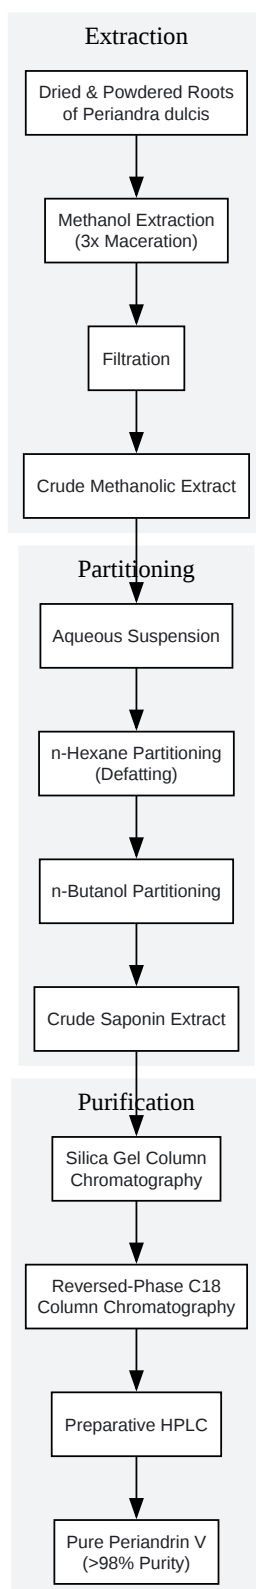 Extraction
Dried & Powdered Roots
of Periandra dulcis
Methanol Extraction
(3x Maceration)
Filtration
Crude Methanolic Extract
Partitioning
Aqueous Suspension
n-Hexane Partitioning
(Defatting)
n-Butanol Partitioning
Crude Saponin Extract
Purification
Silica Gel Column
Chromatography
Reversed-Phase C18
Column Chromatography
Preparative HPLC
Pure Periandrin V
(>98% Purity)